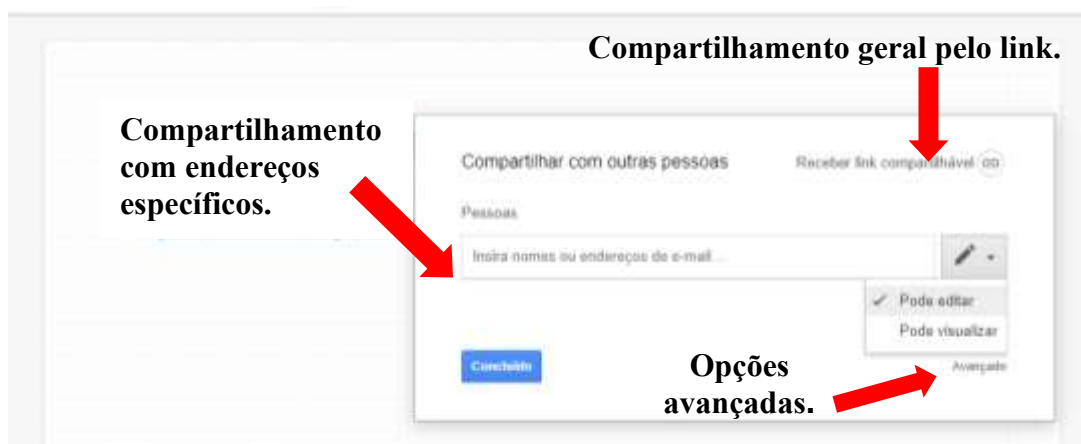 Compartilhamento geral pelo link.
Compartilhamento
com endereços
específicos.
Compartilhar com outras pessoas
Receber link compartilhável
Pessoas
Insira nomes ou endereços de e-mail...
Pode editar
Pode visualizar
Concluído
Opções
avançadas.
Avançado